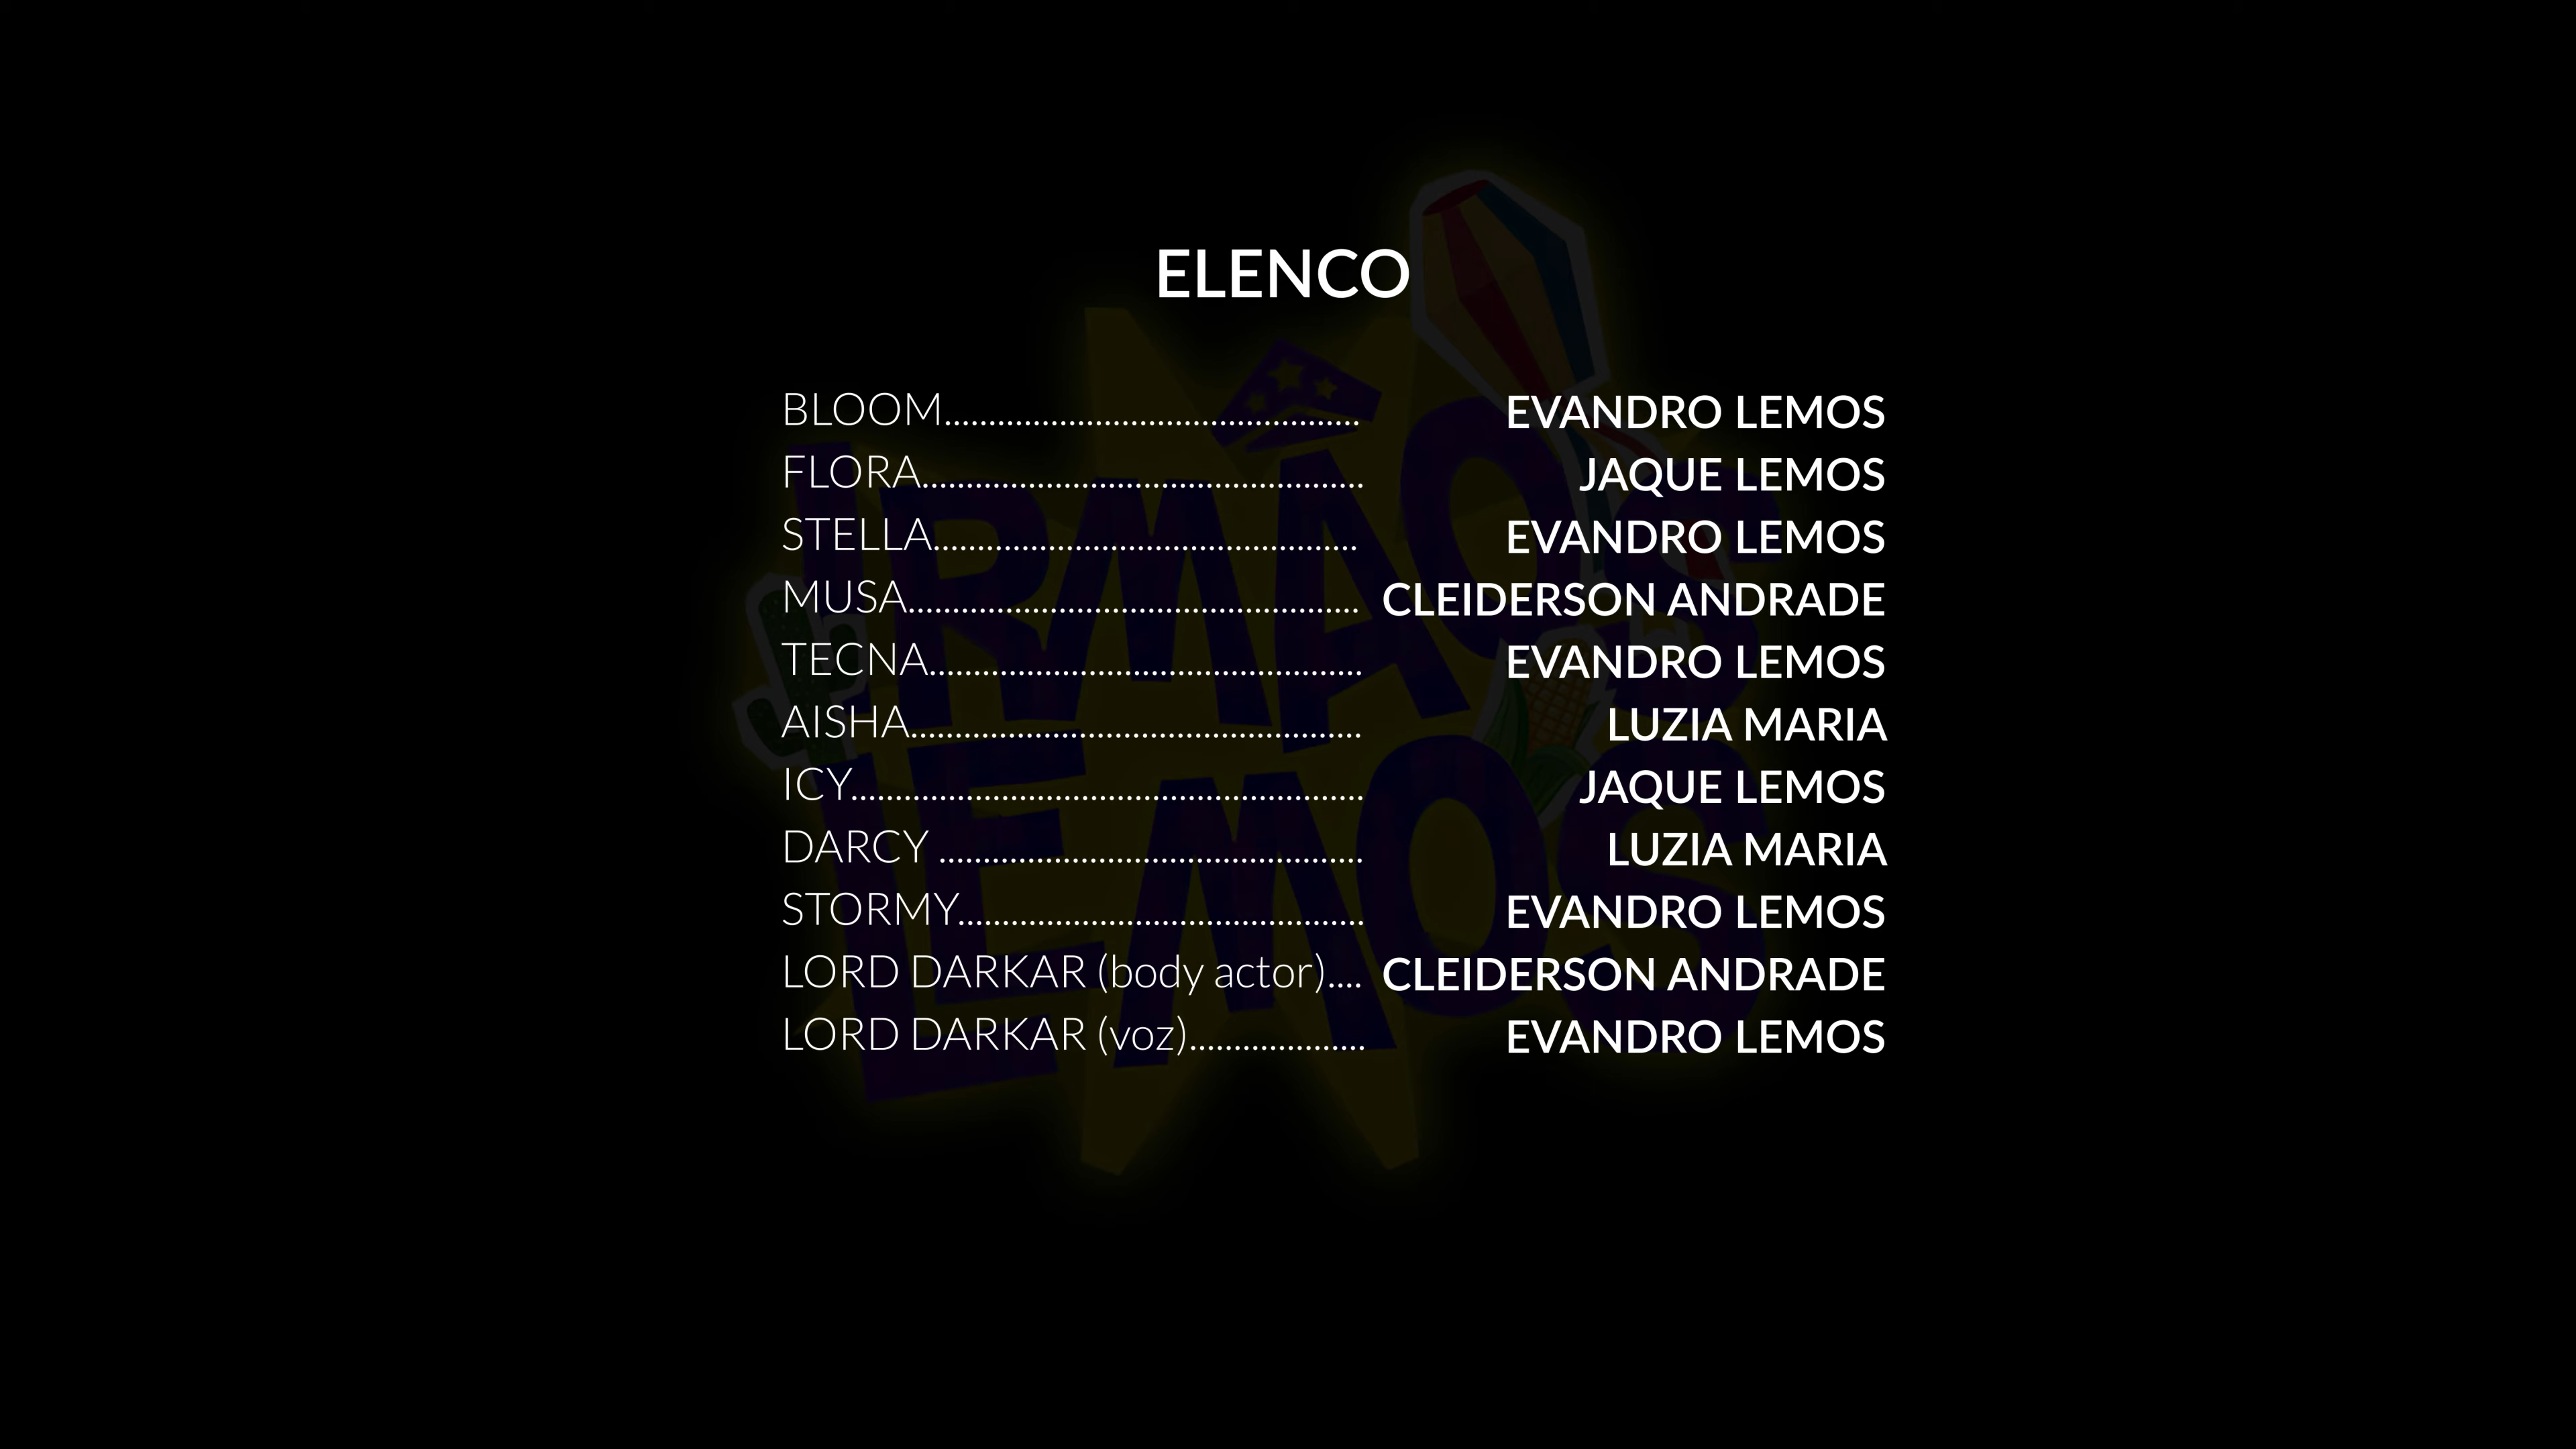 ELENCO
BLOOM.............................................. EVANDRO LEMOS
FLORA................................................. JAQUE LEMOS
STELLA............................................... EVANDRO LEMOS
MUSA.................................................. CLEIDERSON ANDRADE
TECNA................................................ EVANDRO LEMOS
AISHA.................................................. LUZIA MARIA
ICY......................................................... JAQUE LEMOS
DARCY ............................................... LUZIA MARIA
STORMY............................................. EVANDRO LEMOS
LORD DARKAR (body actor).... CLEIDERSON ANDRADE
LORD DARKAR (voz).................... EVANDRO LEMOS
IRMÃOS
LEMOS